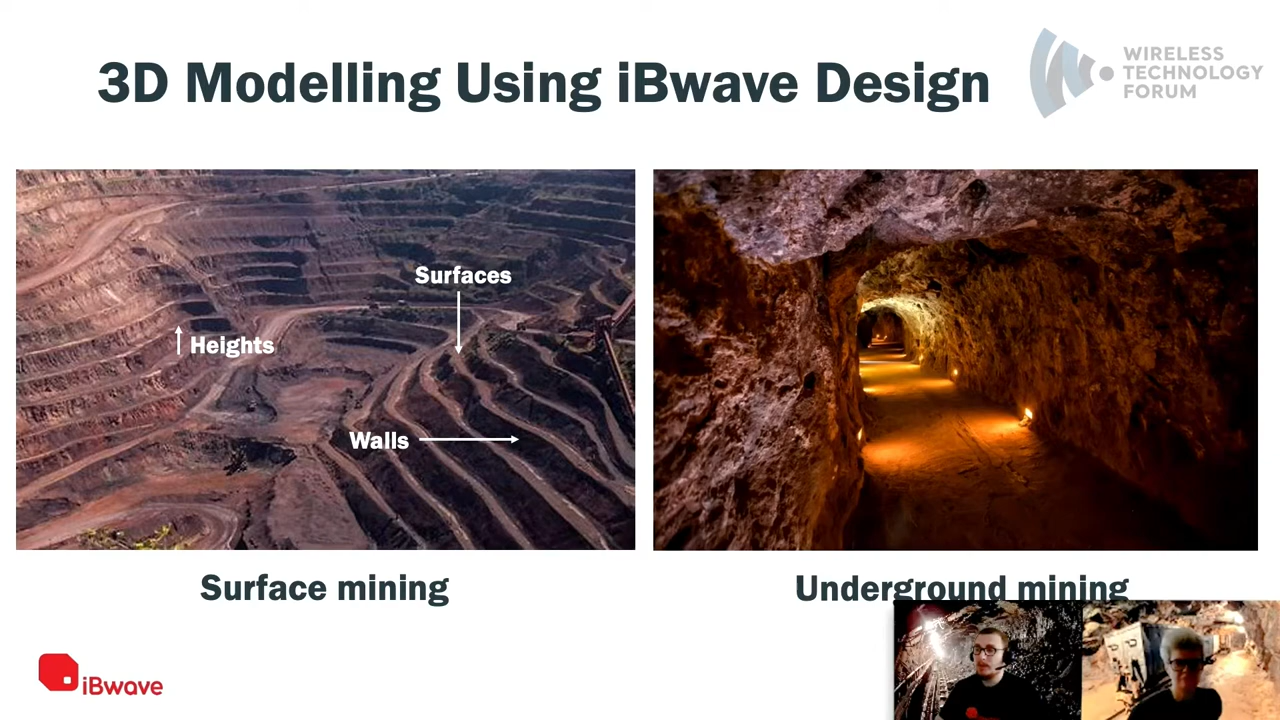 3D Modelling Using iBwave Design
WIRELESS
TECHNOLOGY
FORUM
Surfaces
Heights
Walls
Surface mining
Underground mining
iBwave